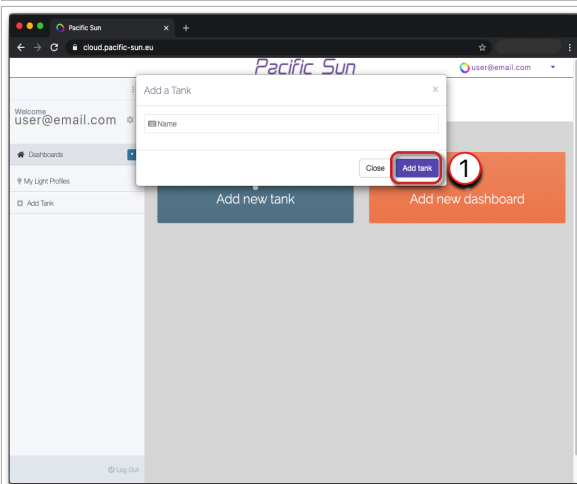 Pacific Sun
cloud.pacific-sun.eu
Pacific Sun
user@email.com
Add a Tank
Welcome
user@email.com
Name
Dashboards
Close
Add tank
1
My Light Profiles
Add Tank
Add new tank
Add new dashboard
Log Out